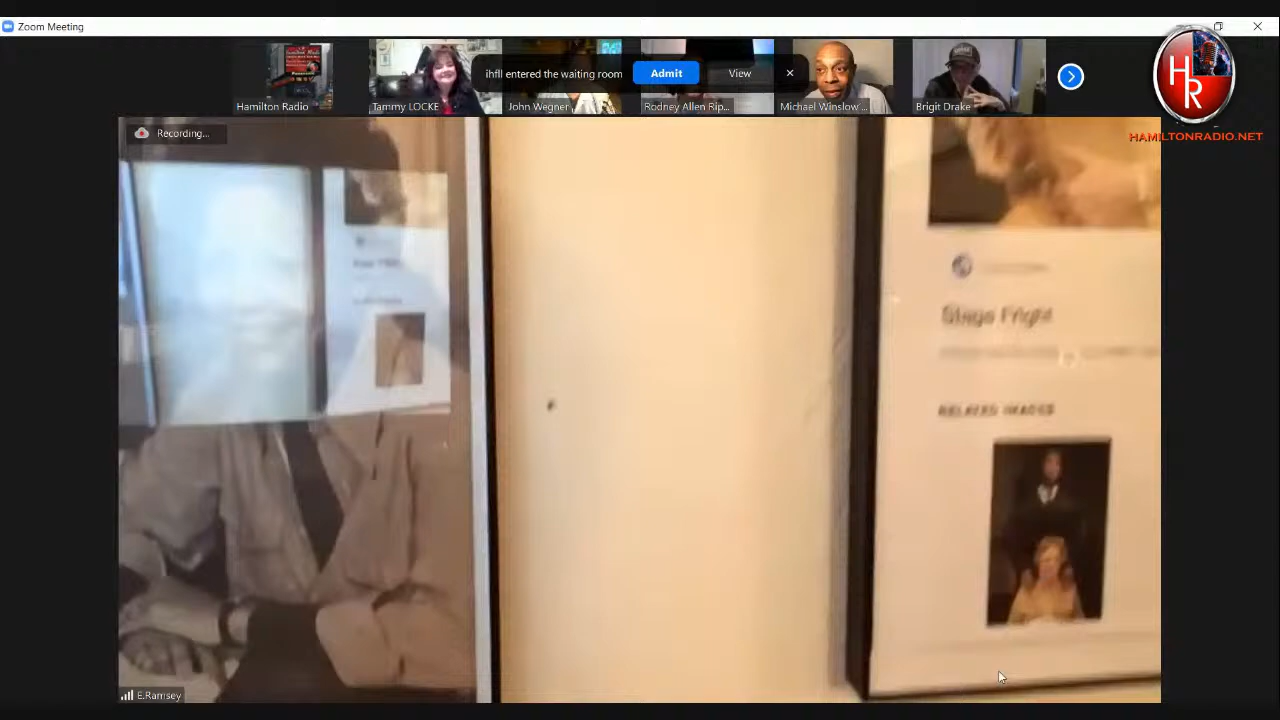 Zoom Meeting
ihfll entered the waiting room
Admit
View
Hamilton Radio
Tammy LOCKE
John Wegner
Rodney Allen Rip...
Michael Winslow ...
Brigit Drake
HR
HAMILTONRADIO.NET
Recording...
Stage Fright
RELATED IMAGES
E.Ramsey